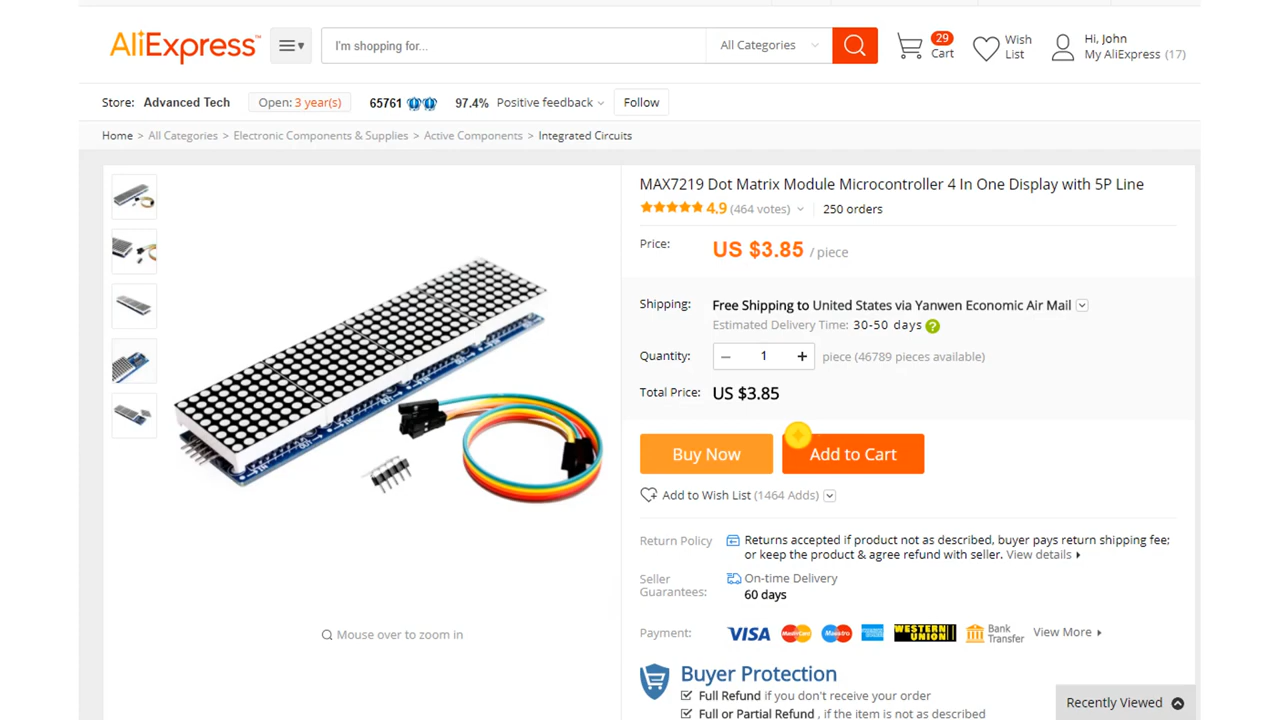 AliExpress™
I'm shopping for...
All Categories
29
Cart
Wish
List
Hi, John
My AliExpress (17)
Store: Advanced Tech
Open: 3 year(s)
65761
97.4% Positive feedback
Follow
Home > All Categories > Electronic Components & Supplies > Active Components > Integrated Circuits
MAX7219 Dot Matrix Module Microcontroller 4 In One Display with 5P Line
4.9 (464 votes) 250 orders
Price: US $3.85 / piece
Shipping: Free Shipping to United States via Yanwen Economic Air Mail
Estimated Delivery Time: 30-50 days ?
Quantity: − 1 + piece (46789 pieces available)
Total Price: US $3.85
Buy Now
Add to Cart
Add to Wish List (1464 Adds)
Return Policy
Returns accepted if product not as described, buyer pays return shipping fee;
or keep the product & agree refund with seller. View details
Seller
Guarantees:
On-time Delivery
60 days
Payment:
VISA
MasterCard
Maestro
WESTERN
UNION
Bank
Transfer
View More
Mouse over to zoom in
Buyer Protection
Full Refund if you don't receive your order
Full or Partial Refund , if the item is not as described
Recently Viewed